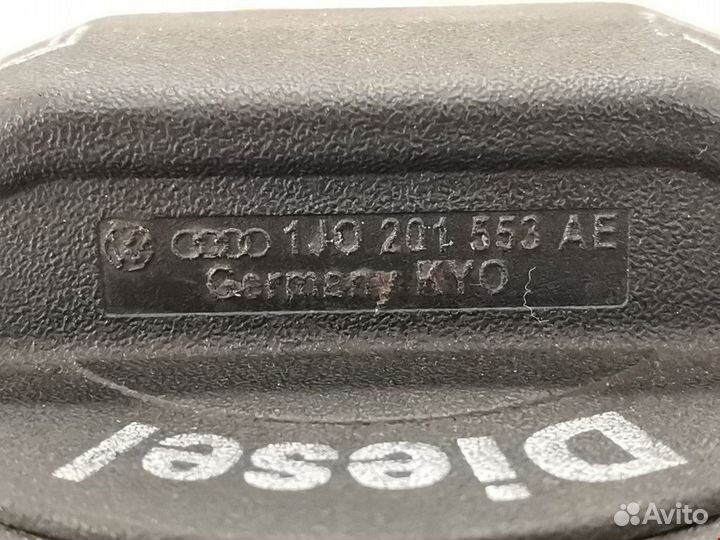 1J0 201 553 AE
Germany KYO
Diesel
Avito